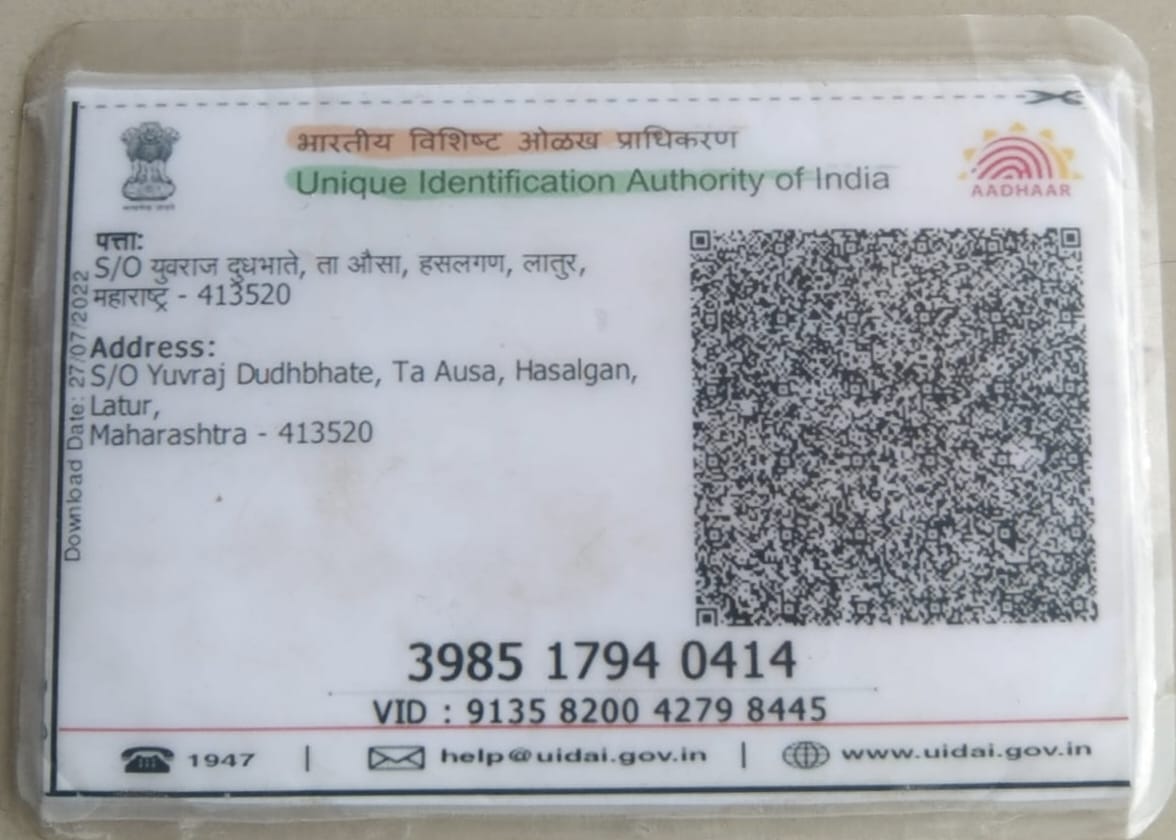 भारतीय विशिष्ट ओळख प्राधिकरण
Unique Identification Authority of India
AADHAAR
पत्ता:
S/O युवराज दुधभाते, ता औसा, हसलगण, लातुर,
महाराष्ट्र - 413520
Address:
S/O Yuvraj Dudhbhate, Ta Ausa, Hasalgan,
Latur,
Maharashtra - 413520
Download Date: 27/07/2022
3985 1794 0414
VID : 9135 8200 4279 8445
1947 | help@uidai.gov.in | www.uidai.gov.in